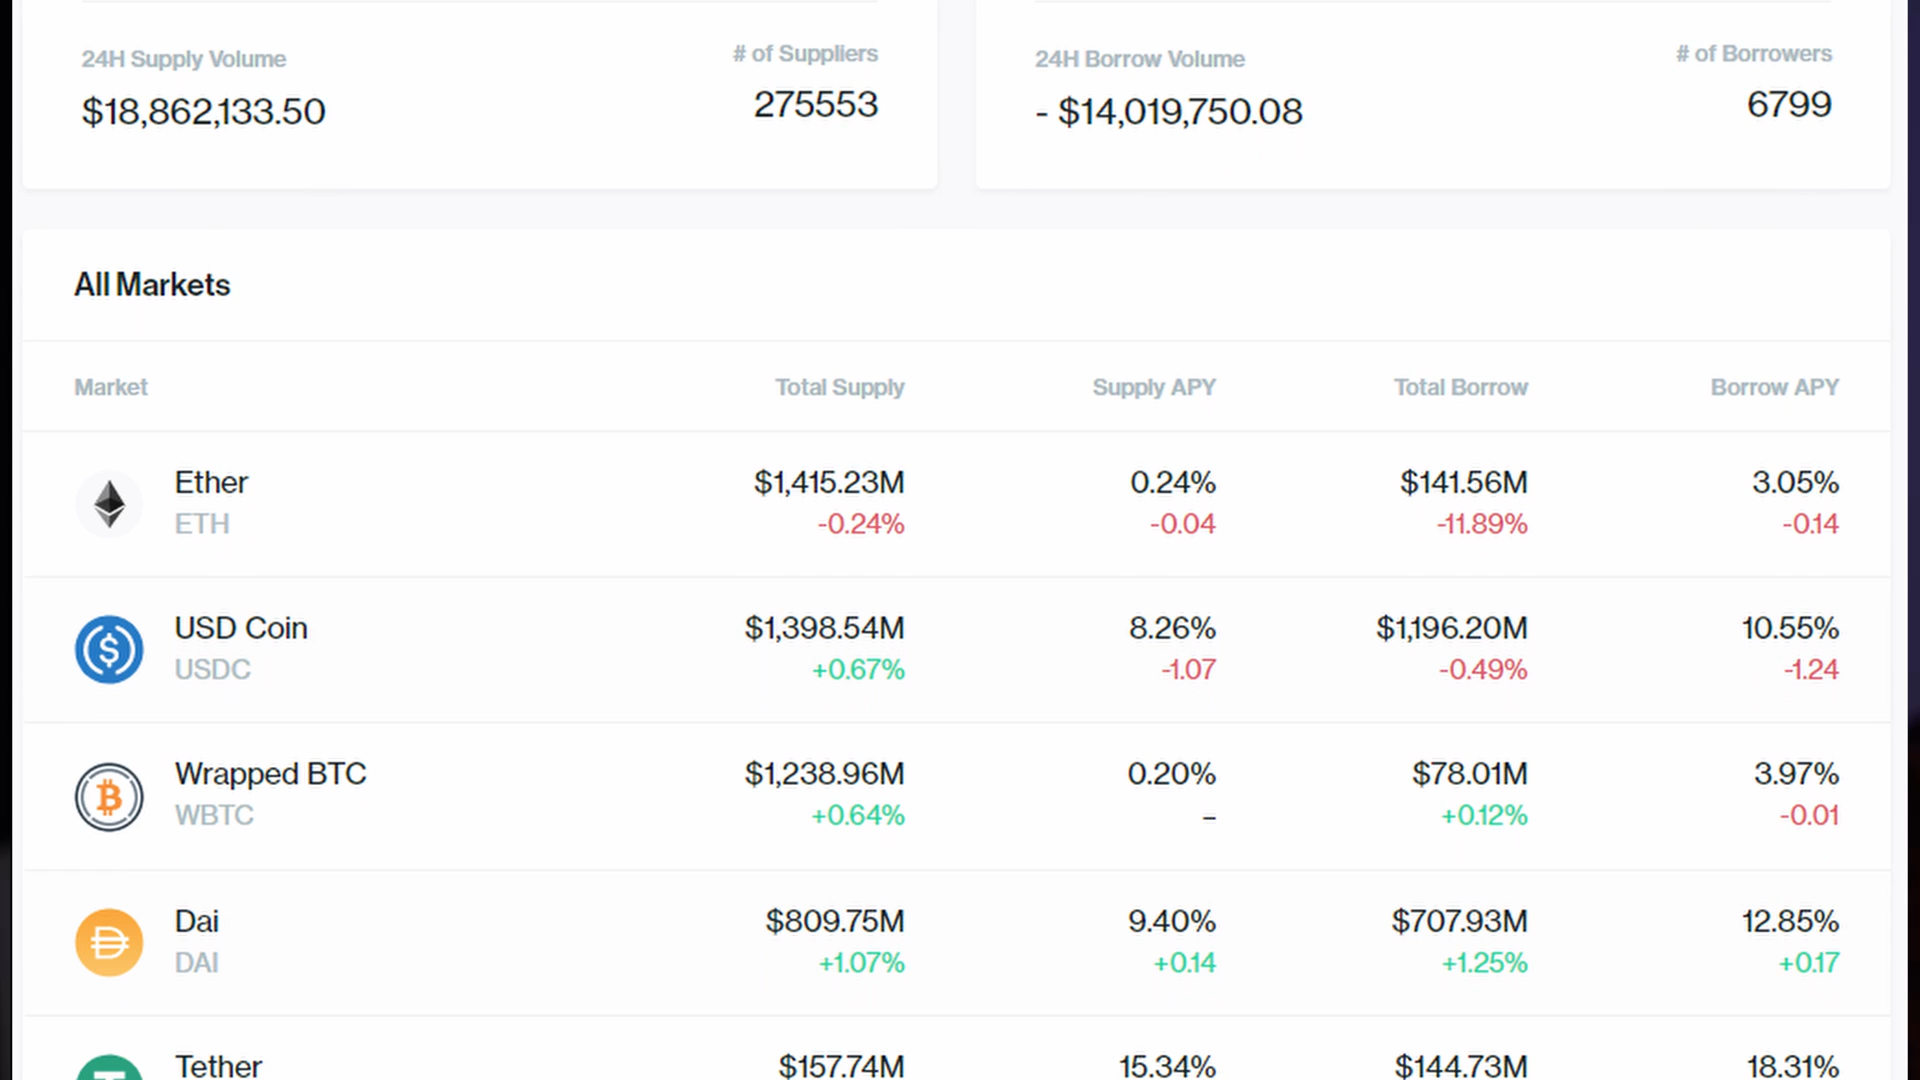 24H Supply Volume # of Suppliers 24H Borrow Volume # of Borrowers
$18,862,133.50 275553 - $14,019,750.08 6799
All Markets
Market Total Supply Supply APY Total Borrow Borrow APY
Ether $1,415.23M 0.24% $141.56M 3.05%
ETH -0.24% -0.04 -11.89% -0.14
USD Coin $1,398.54M 8.26% $1,196.20M 10.55%
USDC +0.67% -1.07 -0.49% -1.24
Wrapped BTC $1,238.96M 0.20% $78.01M 3.97%
WBTC +0.64% – +0.12% -0.01
Dai $809.75M 9.40% $707.93M 12.85%
DAI +1.07% +0.14 +1.25% +0.17
Tether $157.74M 15.34% $144.73M 18.31%